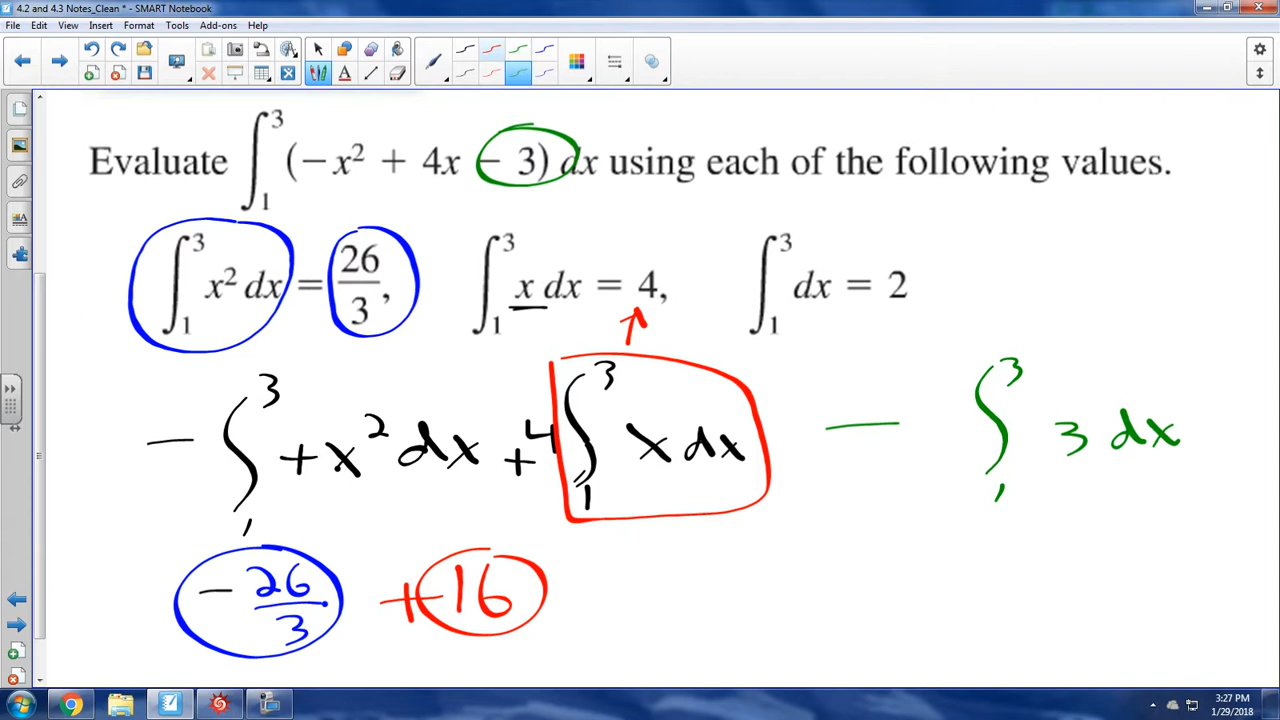 4.2 and 4.3 Notes_Clean * - SMART Notebook
File Edit View Insert Format Tools Add-ons Help
Evaluate ∫₁³ (−x² + 4x − 3) dx using each of the following values.
∫₁³ x² dx = 26/3, ∫₁³ x dx = 4, ∫₁³ dx = 2
− ∫₁³ +x² dx + 4 ∫₁³ x dx − ∫₁³ 3 dx
− 26/3 + 16
3:27 PM
1/29/2018